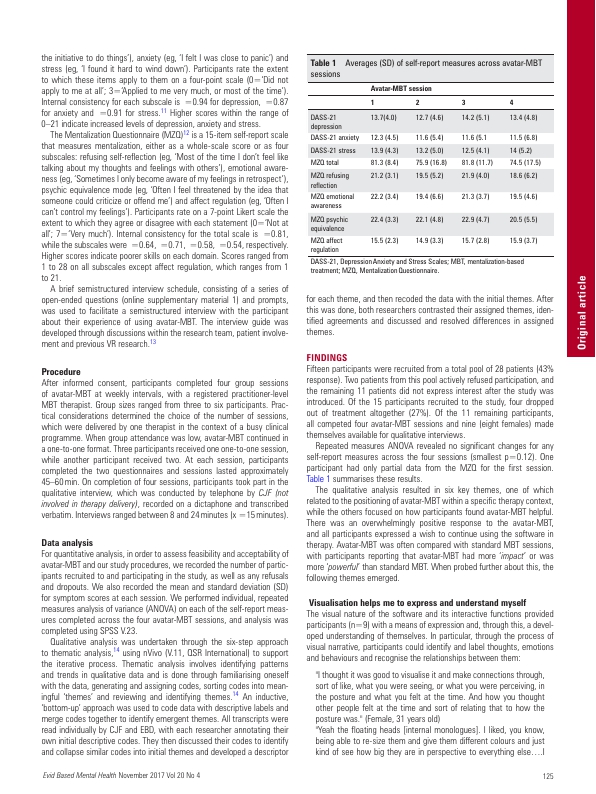 the initiative to do things'), anxiety (eg, 'I felt I was close to panic') and
stress (eg, 'I found it hard to wind down'). Participants rate the extent
to which these items apply to them on a four-point scale (0='Did not
apply to me at all'; 3='Applied to me very much, or most of the time').
Internal consistency for each subscale is =0.94 for depression, =0.87
for anxiety and =0.91 for stress.11 Higher scores within the range of
0–21 indicate increased levels of depression, anxiety and stress.
The Mentalization Questionnaire (MZQ)12 is a 15-item self-report scale
that measures mentalization, either as a whole-scale score or as four
subscales: refusing self-reflection (eg, 'Most of the time I don't feel like
talking about my thoughts and feelings with others'), emotional aware-
ness (eg, 'Sometimes I only become aware of my feelings in retrospect'),
psychic equivalence mode (eg, 'Often I feel threatened by the idea that
someone could criticize or offend me') and affect regulation (eg, 'Often I
can't control my feelings'). Participants rate on a 7-point Likert scale the
extent to which they agree or disagree with each statement (0='Not at
all'; 7='Very much'). Internal consistency for the total scale is =0.81,
while the subscales were =0.64, =0.71, =0.58, =0.54, respectively.
Higher scores indicate poorer skills on each domain. Scores ranged from
1 to 28 on all subscales except affect regulation, which ranges from 1
to 21.
A brief semistructured interview schedule, consisting of a series of
open-ended questions (online supplementary material 1) and prompts,
was used to facilitate a semistructured interview with the participant
about their experience of using avatar-MBT. The interview guide was
developed through discussions within the research team, patient involve-
ment and previous VR research.13
Procedure
After informed consent, participants completed four group sessions
of avatar-MBT at weekly intervals, with a registered practitioner-level
MBT therapist. Group sizes ranged from three to six participants. Prac-
tical considerations determined the choice of the number of sessions,
which were delivered by one therapist in the context of a busy clinical
programme. When group attendance was low, avatar-MBT continued in
a one-to-one format. Three participants received one one-to-one session,
while another participant received two. At each session, participants
completed the two questionnaires and sessions lasted approximately
45–60 min. On completion of four sessions, participants took part in the
qualitative interview, which was conducted by telephone by CJF (not
involved in therapy delivery), recorded on a dictaphone and transcribed
verbatim. Interviews ranged between 8 and 24 minutes (x =15 minutes).
Data analysis
For quantitative analysis, in order to assess feasibility and acceptability of
avatar-MBT and our study procedures, we recorded the number of partic-
ipants recruited to and participating in the study, as well as any refusals
and dropouts. We also recorded the mean and standard deviation (SD)
for symptom scores at each session. We performed individual, repeated
measures analysis of variance (ANOVA) on each of the self-report meas-
ures completed across the four avatar-MBT sessions, and analysis was
completed using SPSS V.23.
Qualitative analysis was undertaken through the six-step approach
to thematic analysis,14 using nVivo (V.11, QSR International) to support
the iterative process. Thematic analysis involves identifying patterns
and trends in qualitative data and is done through familiarising oneself
with the data, generating and assigning codes, sorting codes into mean-
ingful 'themes' and reviewing and identifying themes.14 An inductive,
'bottom-up' approach was used to code data with descriptive labels and
merge codes together to identify emergent themes. All transcripts were
read individually by CJF and EBD, with each researcher annotating their
own initial descriptive codes. They then discussed their codes to identify
and collapse similar codes into initial themes and developed a descriptor
Table 1 Averages (SD) of self-report measures across avatar-MBT
sessions
Avatar-MBT session
1 2 3 4
DASS-21 13.7(4.0) 12.7 (4.6) 14.2 (5.1) 13.4 (4.8)
depression
DASS-21 anxiety 12.3 (4.5) 11.6 (5.4) 11.6 (5.1 11.5 (6.8)
DASS-21 stress 13.9 (4.3) 13.2 (5.0) 12.5 (4.1) 14 (5.2)
MZQ total 81.3 (8.4) 75.9 (16.8) 81.8 (11.7) 74.5 (17.5)
MZQ refusing 21.2 (3.1) 19.5 (5.2) 21.9 (4.0) 18.6 (6.2)
reflection
MZQ emotional 22.2 (3.4) 19.4 (6.6) 21.3 (3.7) 19.5 (4.6)
awareness
MZQ psychic 22.4 (3.3) 22.1 (4.8) 22.9 (4.7) 20.5 (5.5)
equivalence
MZQ affect 15.5 (2.3) 14.9 (3.3) 15.7 (2.8) 15.9 (3.7)
regulation
DASS-21, Depression Anxiety and Stress Scales; MBT, mentalization-based
treatment; MZQ, Mentalization Questionnaire.
for each theme, and then recoded the data with the initial themes. After
this was done, both researchers contrasted their assigned themes, iden-
tified agreements and discussed and resolved differences in assigned
themes.
FINDINGS
Fifteen participants were recruited from a total pool of 28 patients (43%
response). Two patients from this pool actively refused participation, and
the remaining 11 patients did not express interest after the study was
introduced. Of the 15 participants recruited to the study, four dropped
out of treatment altogether (27%). Of the 11 remaining participants,
all competed four avatar-MBT sessions and nine (eight females) made
themselves available for qualitative interviews.
Repeated measures ANOVA revealed no significant changes for any
self-report measures across the four sessions (smallest p=0.12). One
participant had only partial data from the MZQ for the first session.
Table 1 summarises these results.
The qualitative analysis resulted in six key themes, one of which
related to the positioning of avatar-MBT within a specific therapy context,
while the others focused on how participants found avatar-MBT helpful.
There was an overwhelmingly positive response to the avatar-MBT,
and all participants expressed a wish to continue using the software in
therapy. Avatar-MBT was often compared with standard MBT sessions,
with participants reporting that avatar-MBT had more 'impact' or was
more 'powerful' than standard MBT. When probed further about this, the
following themes emerged.
Visualisation helps me to express and understand myself
The visual nature of the software and its interactive functions provided
participants (n=9) with a means of expression and, through this, a devel-
oped understanding of themselves. In particular, through the process of
visual narrative, participants could identify and label thoughts, emotions
and behaviours and recognise the relationships between them:
"I thought it was good to visualise it and make connections through,
sort of like, what you were seeing, or what you were perceiving, in
the posture and what you felt at the time. And how you thought
other people felt at the time and sort of relating that to how the
posture was." (Female, 31 years old)
"Yeah the floating heads [internal monologues]. I liked, you know,
being able to re-size them and give them different colours and just
kind of see how big they are in perspective to everything else….I
Original article
Evid Based Mental Health November 2017 Vol 20 No 4
125